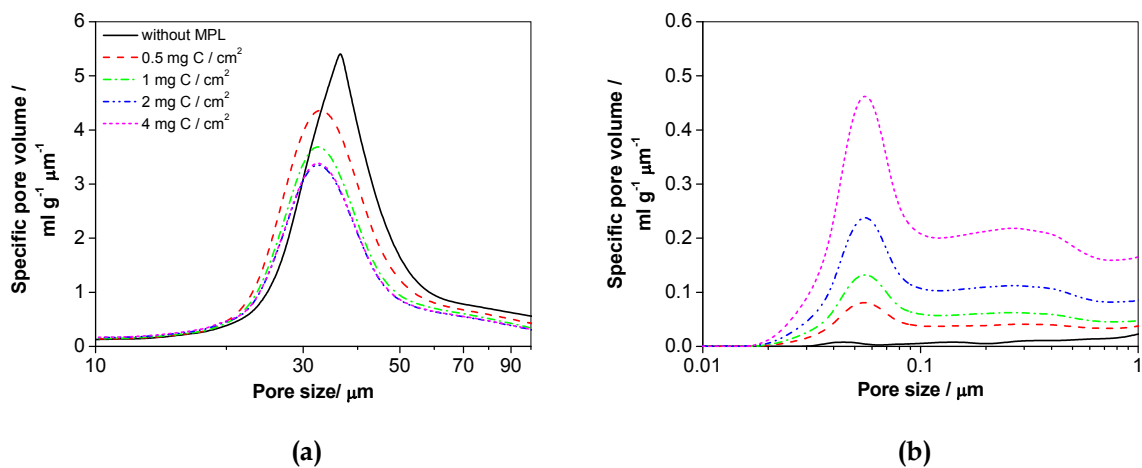 6
5
4
3
2
1
0
Specific pore volume /
ml g⁻¹ μm⁻¹
without MPL
0.5 mg C / cm²
1 mg C / cm²
2 mg C / cm²
4 mg C / cm²
10
30
50
70
90
Pore size/ μm
(a)
0.6
0.5
0.4
0.3
0.2
0.1
0.0
Specific pore volume /
ml g⁻¹ μm⁻¹
0.01
0.1
1
Pore size / μm
(b)